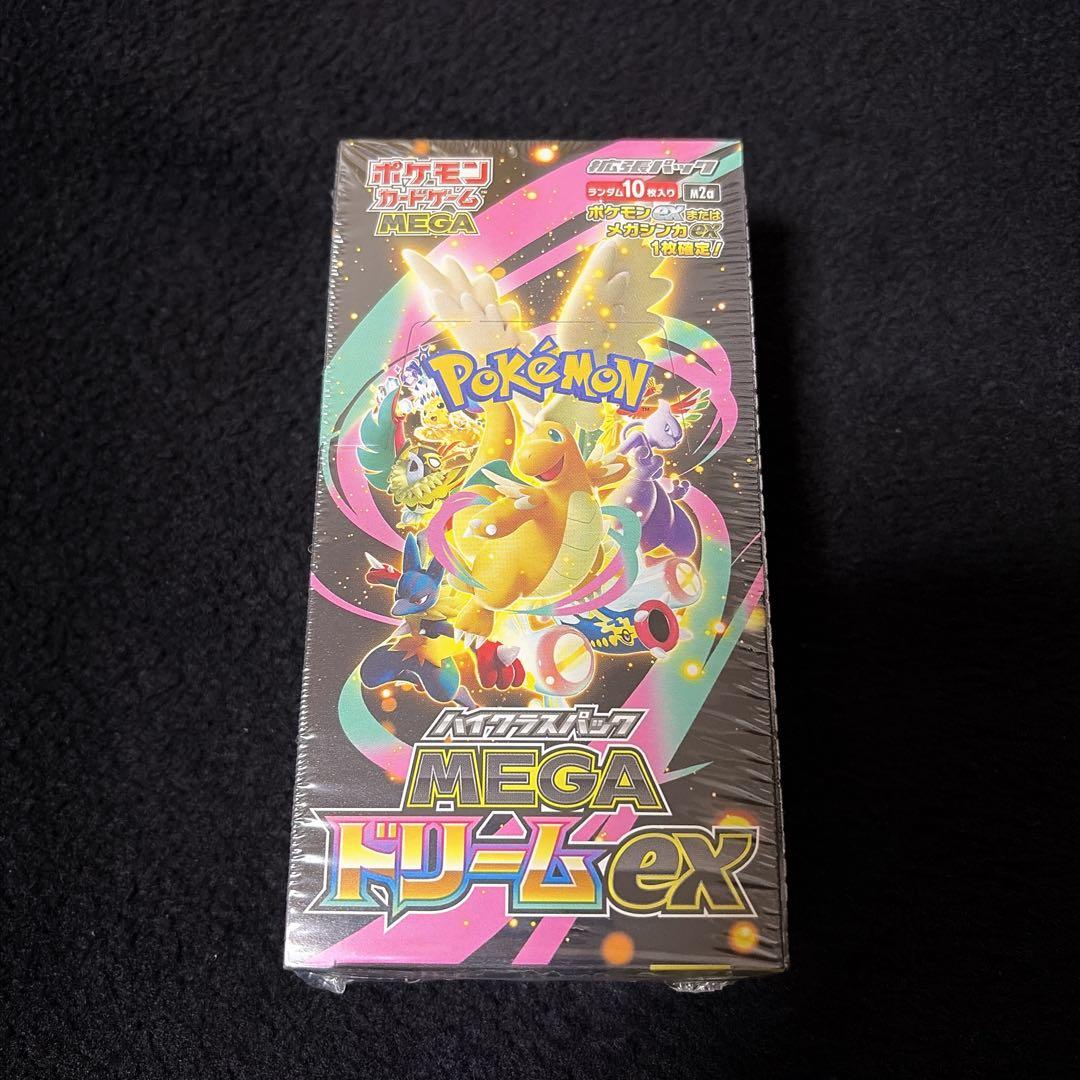 ポケモン
カードゲーム
MEGA
拡張パック
ランダム10枚入り
M2a
ポケモンexまたは
メガシンカex
1枚確定!
POKÉMON
TM
ハイクラスパック
MEGA
ドリームex